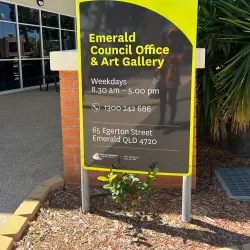 Emerald
Council Office
& Art Gallery
Weekdays
8.30 am – 5.00 pm
1300 242 686
65 Egerton Street
Emerald QLD 4720